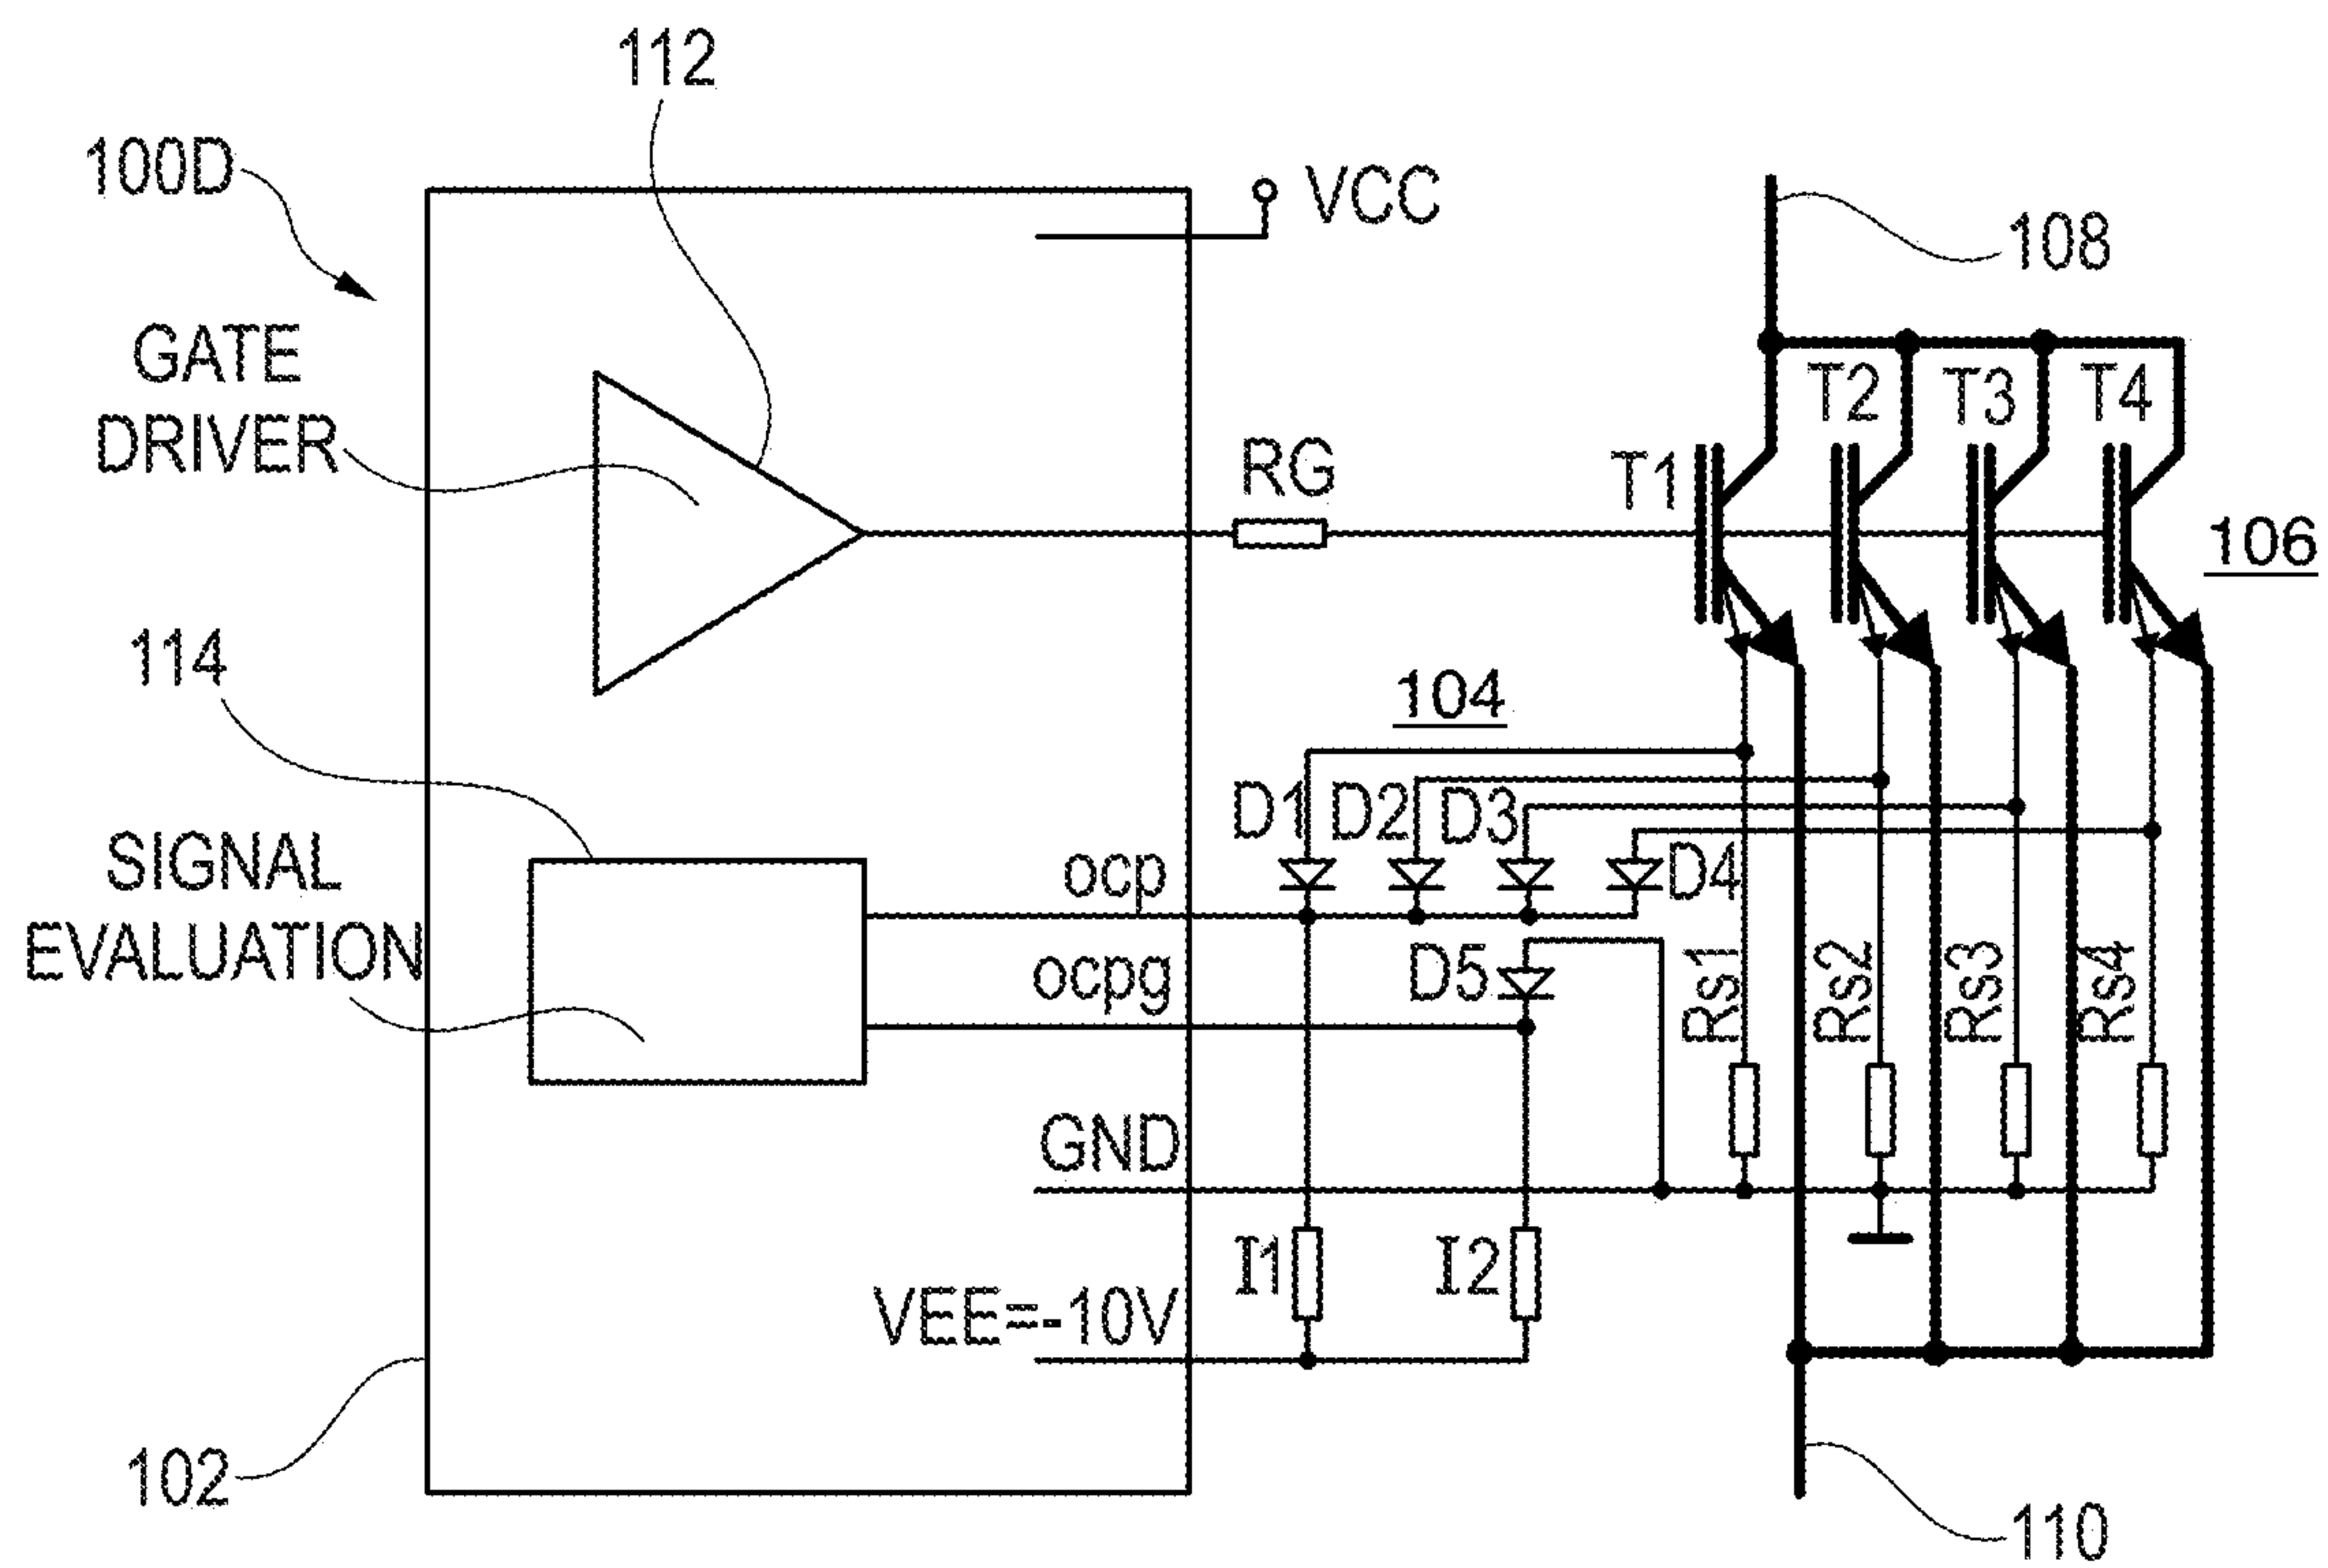 112
100D
VCC
108
GATE
DRIVER
RG
T1
T2
T3
T4
106
114
104
D1
D2
D3
D4
SIGNAL
EVALUATION
ocp
ocpg
D5
Rs1
Rs2
Rs3
Rs4
GND
I1
I2
VEE=-10V
102
110